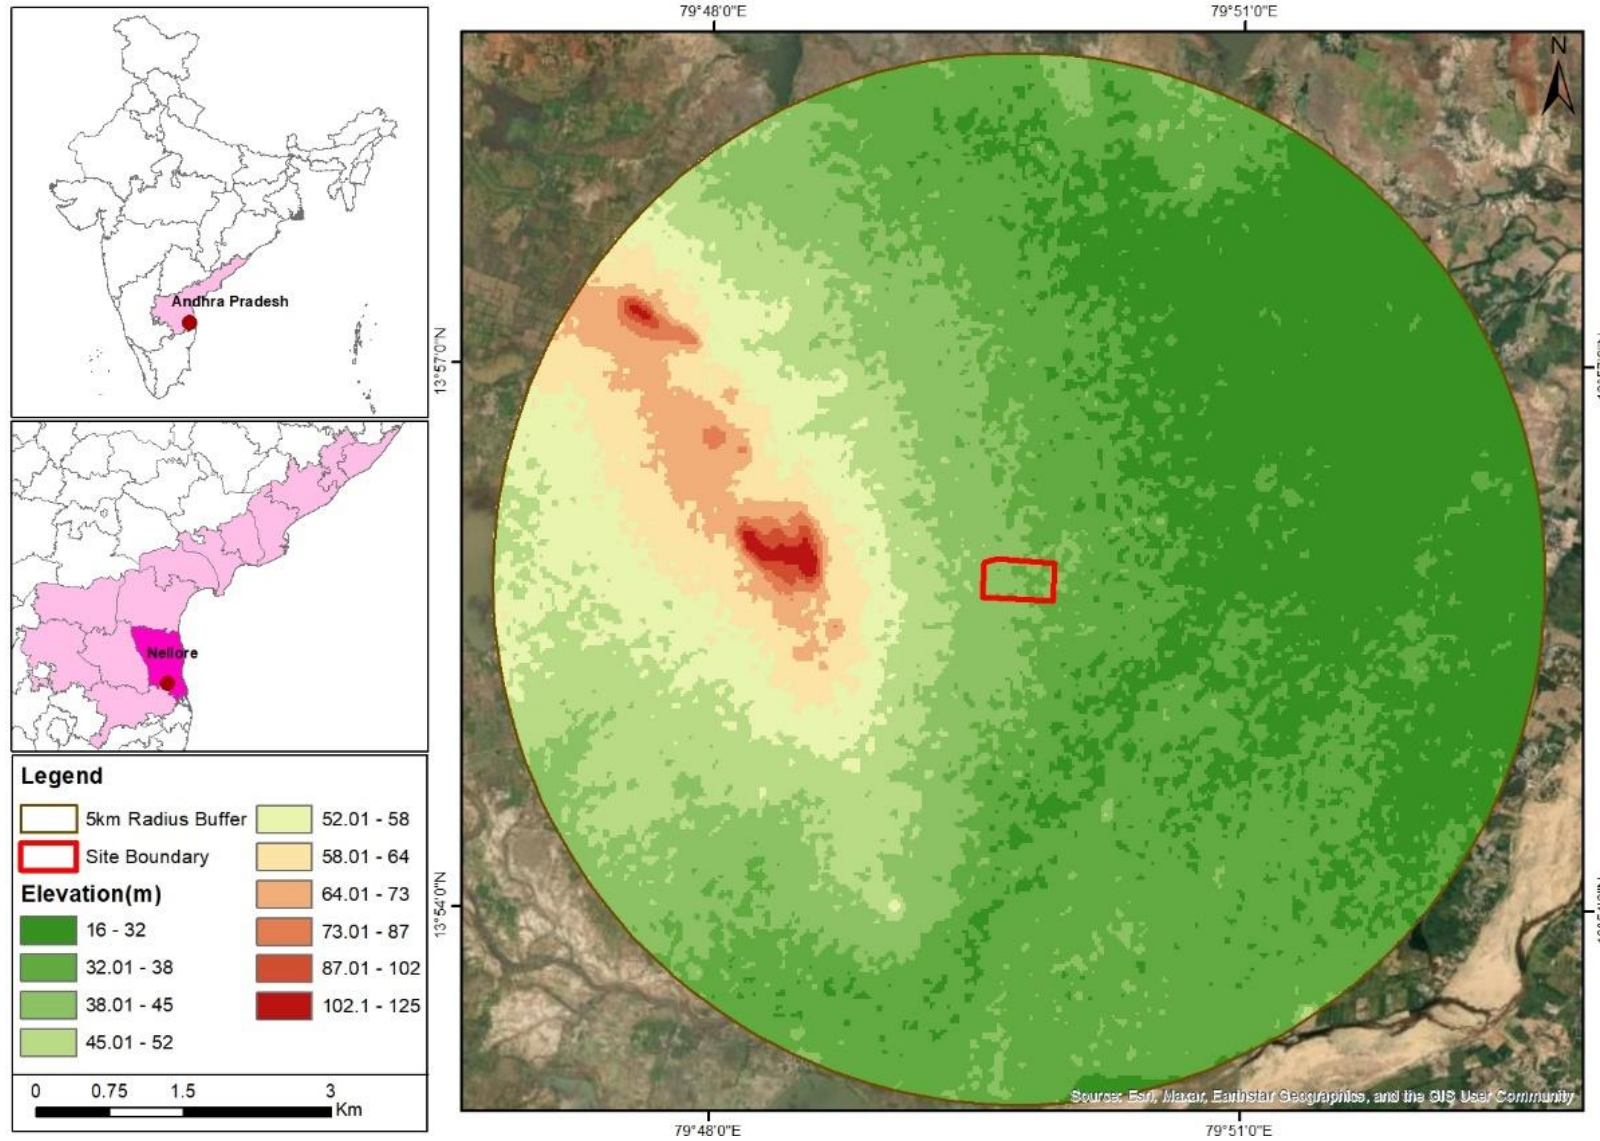 79°48'0"E
79°51'0"E
N
Andhra Pradesh
13°57'0"N
Nellore
Legend
5km Radius Buffer
Site Boundary
Elevation(m)
16 - 32
32.01 - 38
38.01 - 45
45.01 - 52
52.01 - 58
58.01 - 64
64.01 - 73
73.01 - 87
87.01 - 102
102.1 - 125
13°54'0"N
0 0.75 1.5 3
Km
Source: Esri, Maxar, Earthstar Geographics, and the GIS User Community
79°48'0"E
79°51'0"E